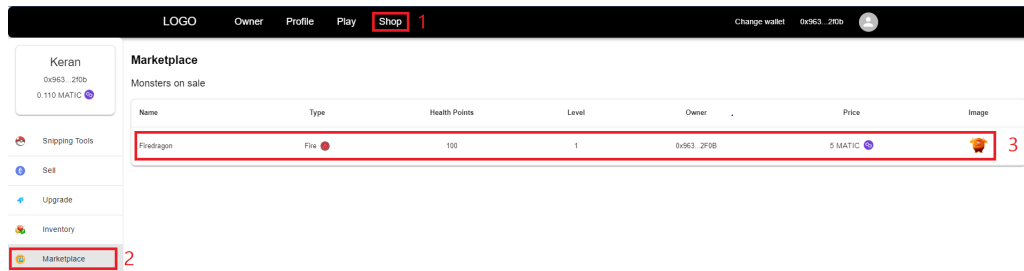 LOGO Owner Profile Play Shop 1 Change wallet 0x963...2f0b
Keran
0x963...2f0b
0.110 MATIC
Snipping Tools
Sell
Upgrade
Inventory
Marketplace 2
Marketplace
Monsters on sale
Name Type Health Points Level Owner Price Image
Firedragon Fire 100 1 0x963...2F0B 5 MATIC 3